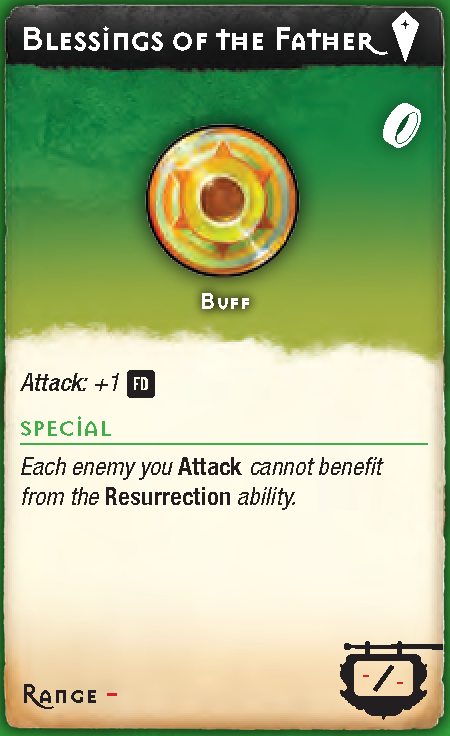 Blessings of the Father
Buff
Attack: +1 FD
Special
Each enemy you Attack cannot benefit
from the Resurrection ability.
Range -
- / -